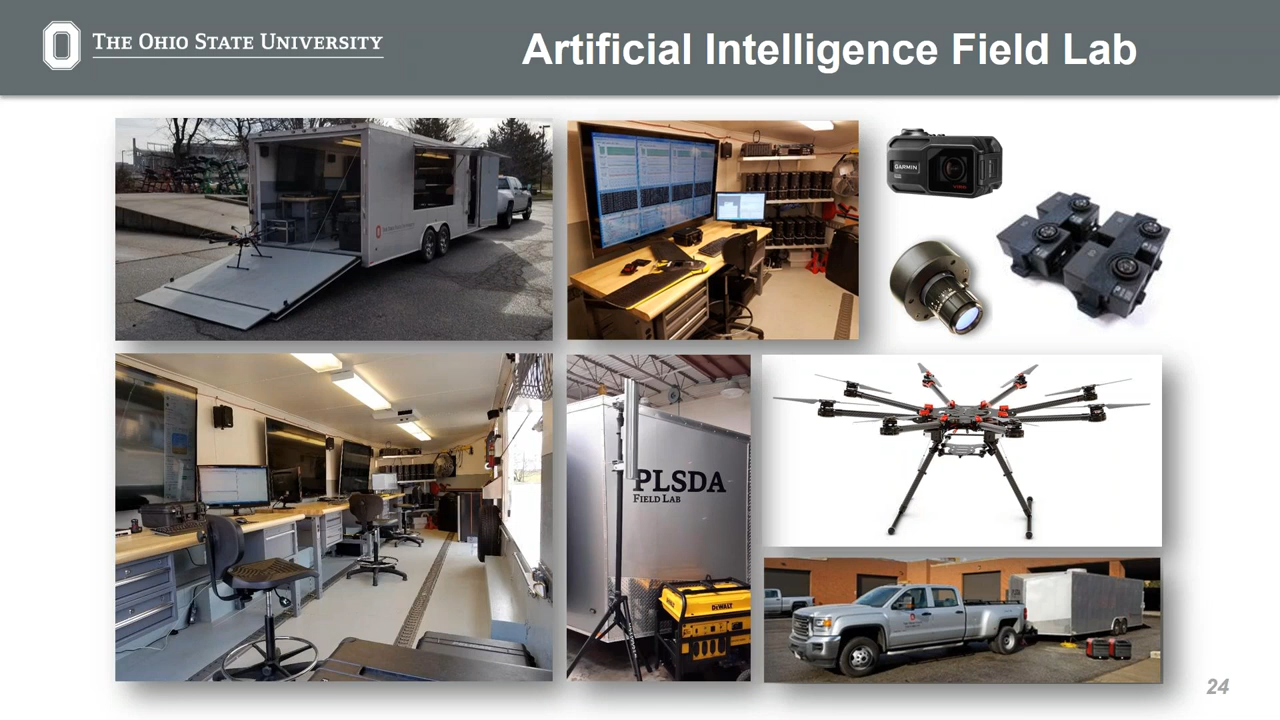 THE OHIO STATE UNIVERSITY
Artificial Intelligence Field Lab
GARMIN
PLSDA
FIELD LAB
DEWALT
24